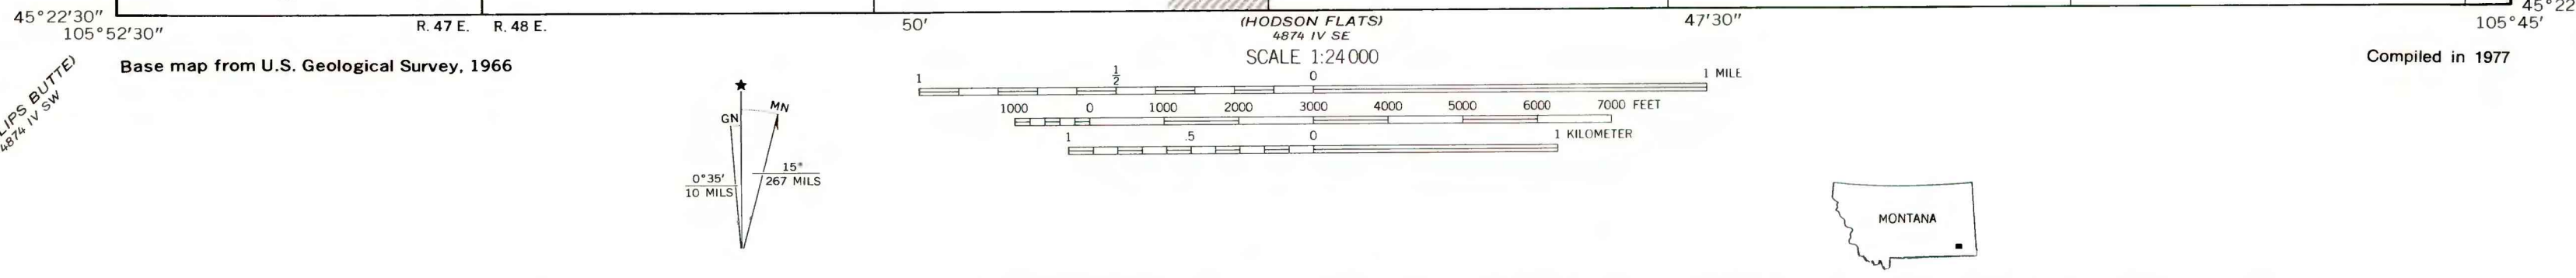 45°22'30"
105°52'30"
R. 47 E. R. 48 E.
50'
(HODSON FLATS)
4874 IV SE
47'30"
45°22
105°45'
LIPS BUTTE)
4874 IV SW
Base map from U.S. Geological Survey, 1966
SCALE 1:24 000
Compiled in 1977
1 1/2 0 1 MILE
1000 0 1000 2000 3000 4000 5000 6000 7000 FEET
1 .5 0 1 KILOMETER
★
GN MN
0°35'
10 MILS
15°
267 MILS
MONTANA